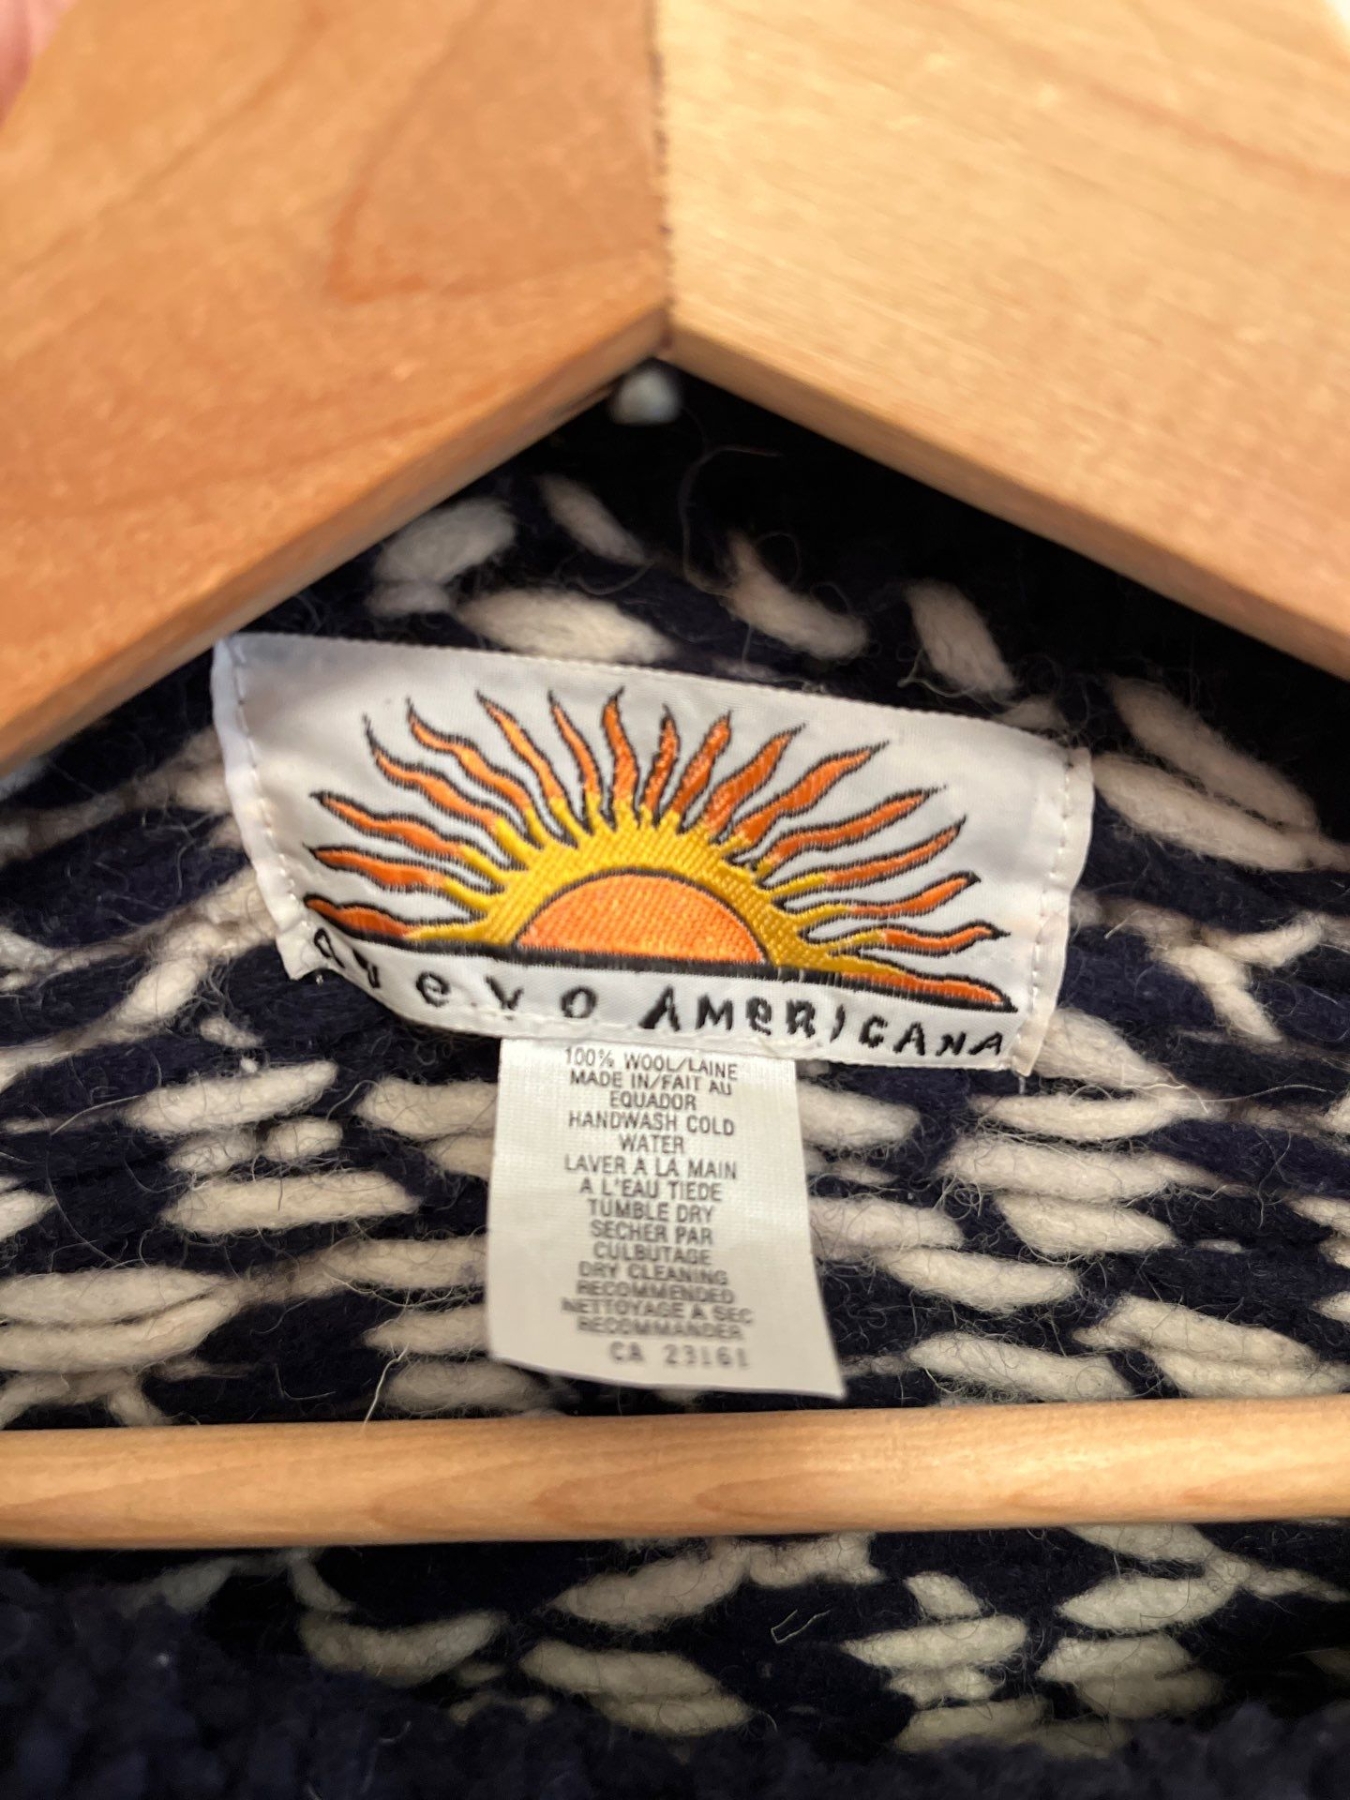 uevo AMeRICANA
100% WOOL/LAINE
MADE IN/FAIT AU
EQUADOR
HANDWASH COLD
WATER
LAVER A LA MAIN
A L'EAU TIEDE
TUMBLE DRY
SECHER PAR
CULBUTAGE
DRY CLEANING
RECOMMENDED
NETTOYAGE A SEC
RECOMMANDER
CA 23161